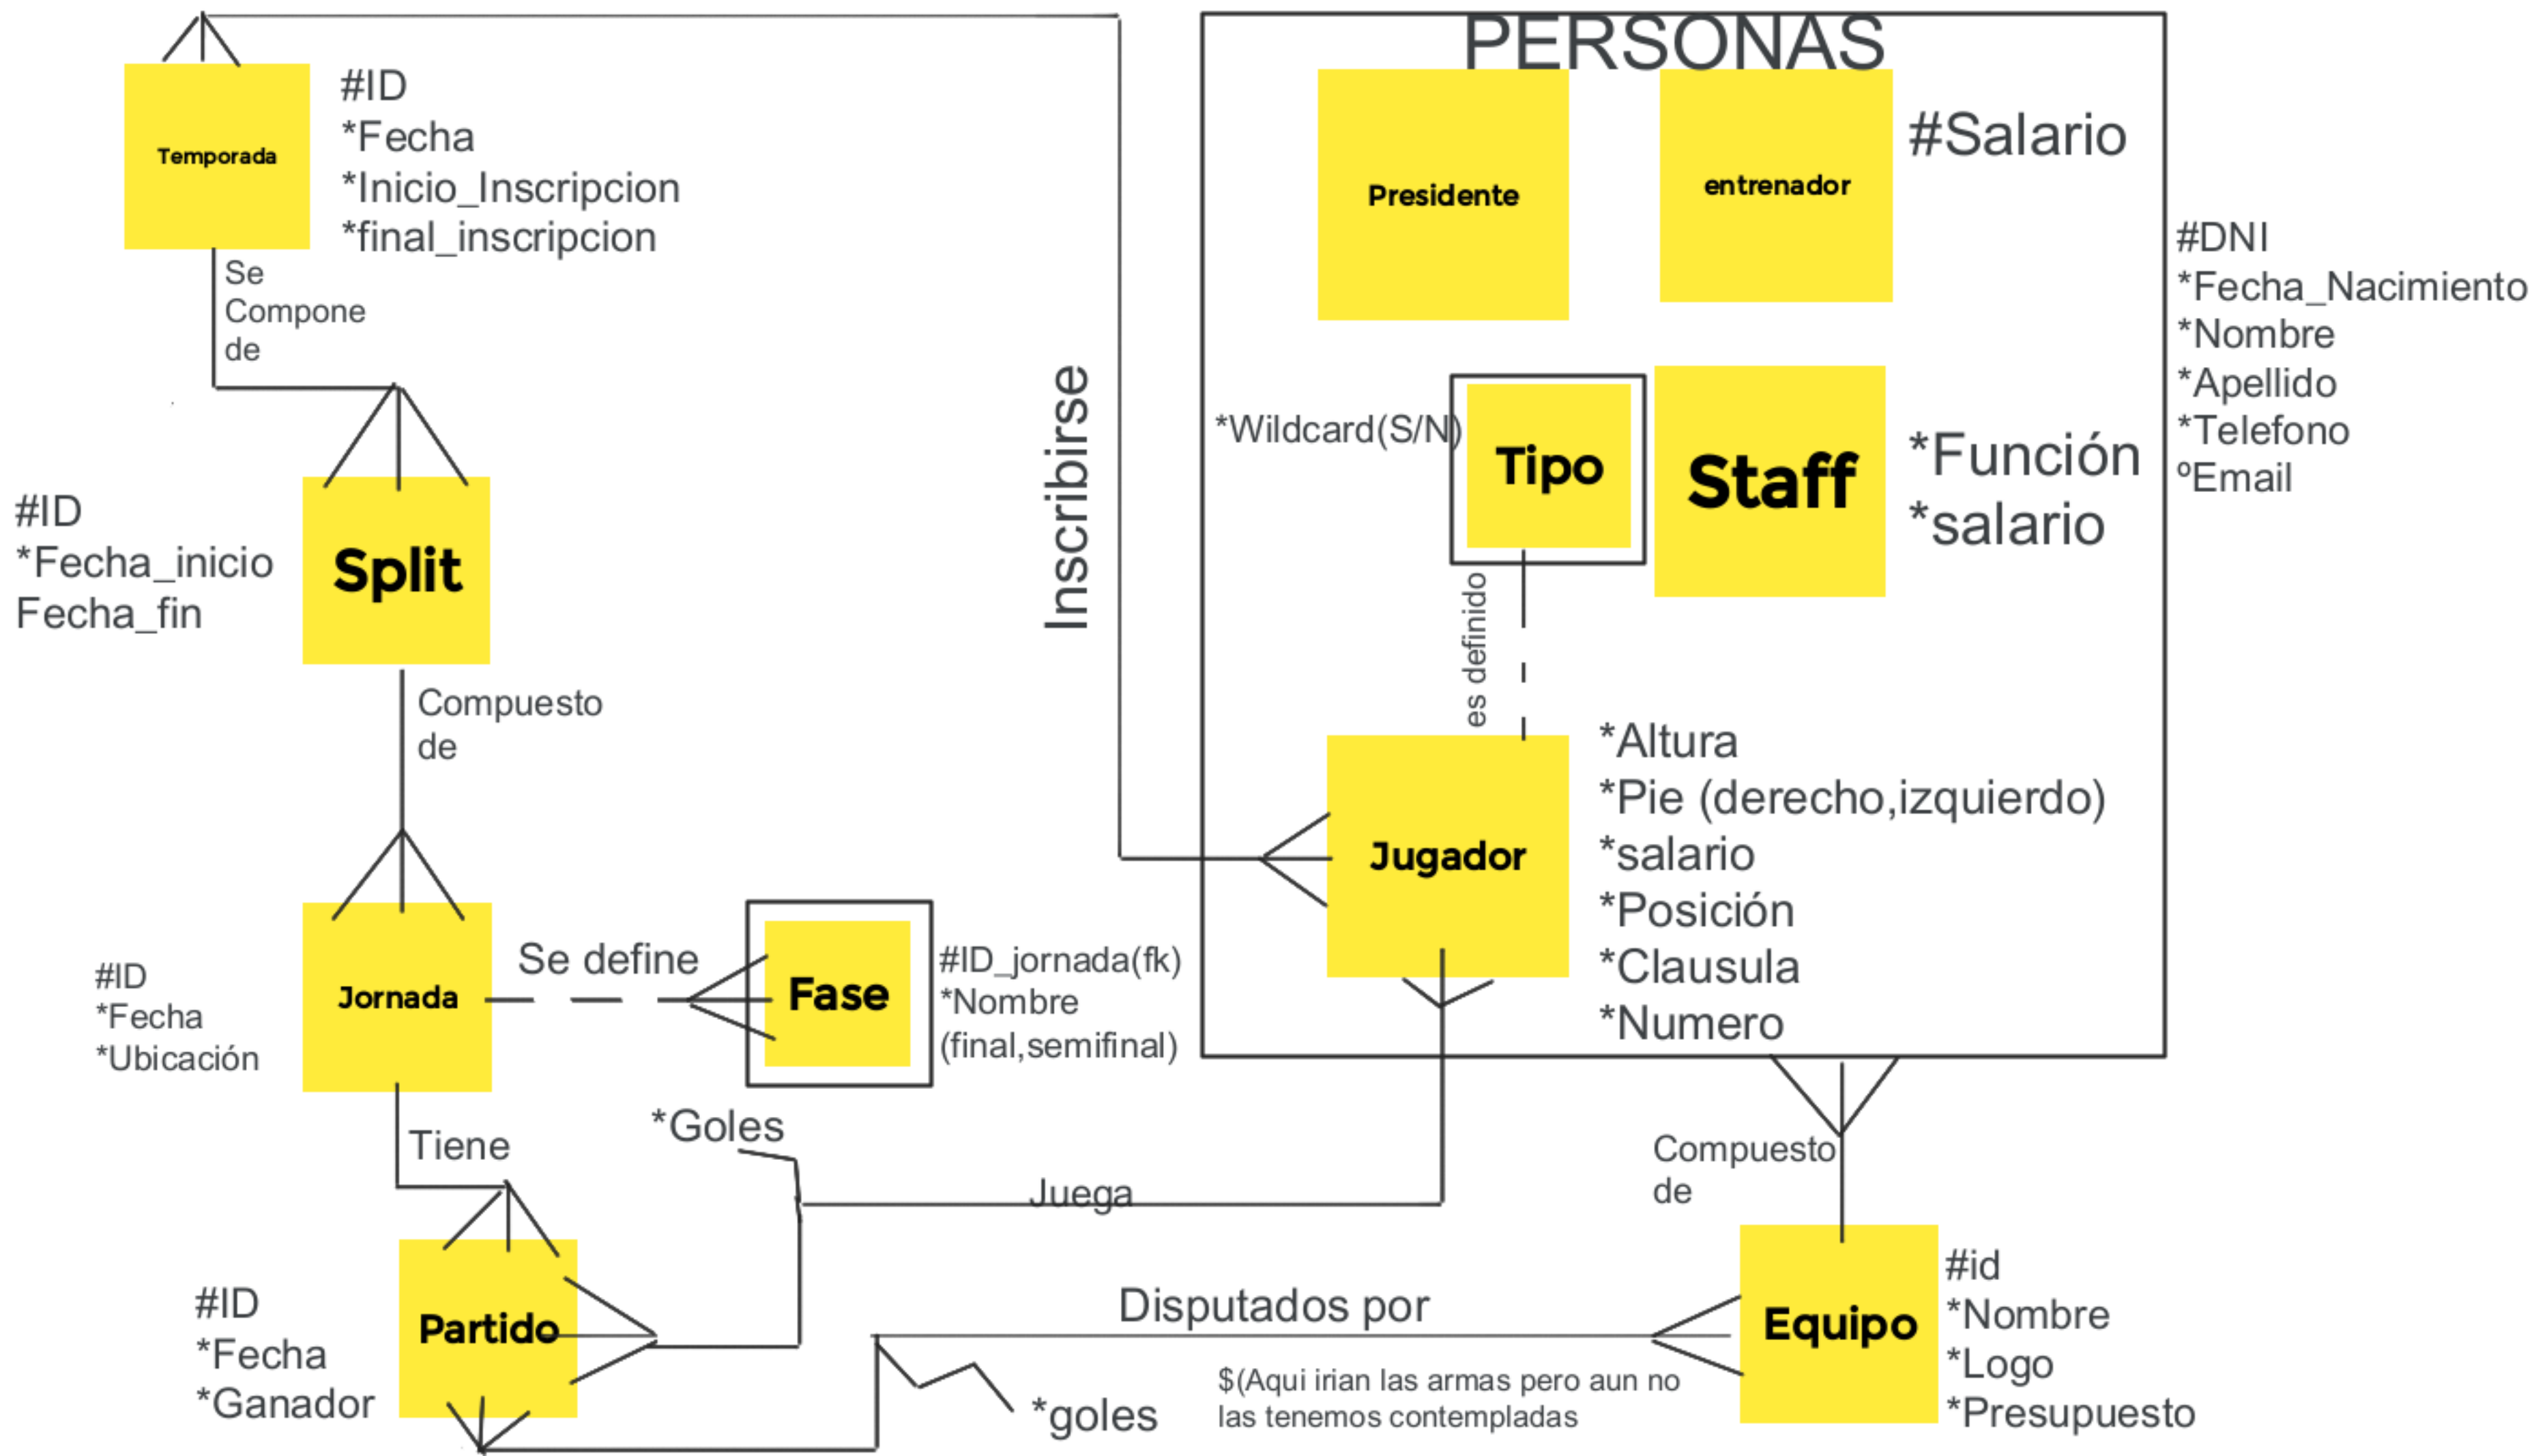 PERSONAS
Temporada
#ID
*Fecha
*Inicio_Inscripcion
*final_inscripcion
Presidente
entrenador
#Salario
#DNI
*Fecha_Nacimiento
*Nombre
*Apellido
*Telefono
ºEmail
Se
Compone
de
Inscribirse
*Wildcard(S/N)
Tipo
Staff
*Función
*salario
#ID
*Fecha_inicio
Fecha_fin
Split
es definido
Compuesto
de
Jugador
*Altura
*Pie (derecho,izquierdo)
*salario
*Posición
*Clausula
*Numero
#ID
*Fecha
*Ubicación
Jornada
Se define
Fase
#ID_jornada(fk)
*Nombre
(final,semifinal)
Tiene
*Goles
Juega
Compuesto
de
#ID
*Fecha
*Ganador
Partido
Disputados por
*goles
$(Aqui irian las armas pero aun no
las tenemos contempladas
Equipo
#id
*Nombre
*Logo
*Presupuesto